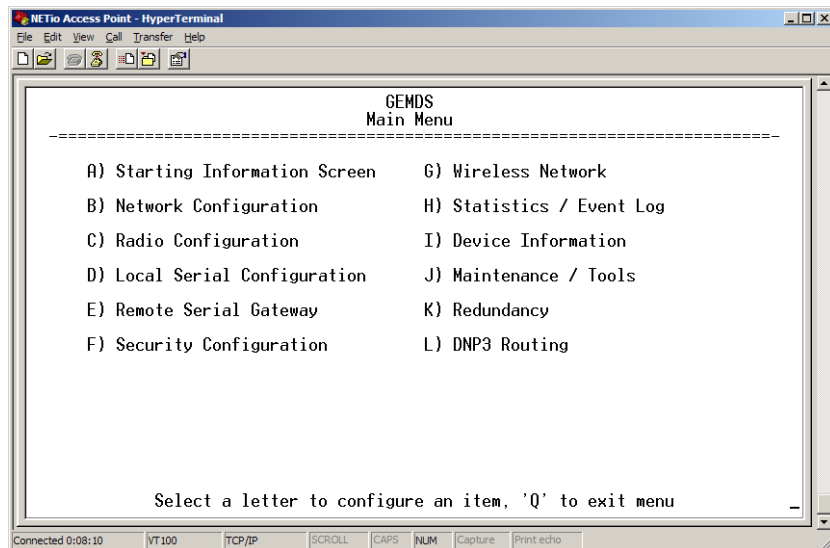 NETio Access Point - HyperTerminal
File Edit View Call Transfer Help
GEMDS
Main Menu
-==========================================================================-
A) Starting Information Screen G) Wireless Network
B) Network Configuration H) Statistics / Event Log
C) Radio Configuration I) Device Information
D) Local Serial Configuration J) Maintenance / Tools
E) Remote Serial Gateway K) Redundancy
F) Security Configuration L) DNP3 Routing
Select a letter to configure an item, 'Q' to exit menu _
Connected 0:08:10 VT100 TCP/IP SCROLL CAPS NUM Capture Print echo